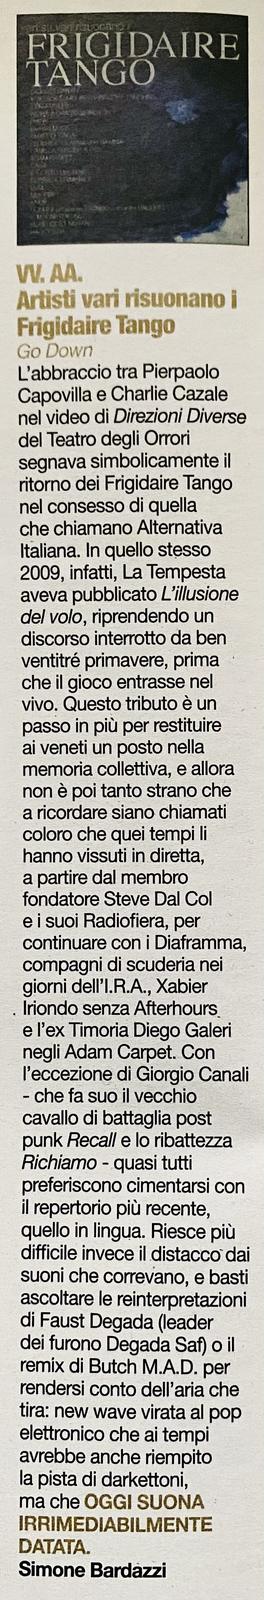 FRIGIDAIRE
TANGO
VV. AA.
Artisti vari risuonano i
Frigidaire Tango
Go Down
L'abbraccio tra Pierpaolo
Capovilla e Charlie Cazale
nel video di Direzioni Diverse
del Teatro degli Orrori
segnava simbolicamente il
ritorno dei Frigidaire Tango
nel consesso di quella
che chiamano Alternativa
Italiana. In quello stesso
2009, infatti, La Tempesta
aveva pubblicato L'illusione
del volo, riprendendo un
discorso interrotto da ben
ventitré primavere, prima
che il gioco entrasse nel
vivo. Questo tributo è un
passo in più per restituire
ai veneti un posto nella
memoria collettiva, e allora
non è poi tanto strano che
a ricordare siano chiamati
coloro che quei tempi li
hanno vissuti in diretta,
a partire dal membro
fondatore Steve Dal Col
e i suoi Radiofiera, per
continuare con i Diaframma,
compagni di scuderia nei
giorni dell'I.R.A., Xabier
Iriondo senza Afterhours
e l'ex Timoria Diego Galeri
negli Adam Carpet. Con
l'eccezione di Giorgio Canali
- che fa suo il vecchio
cavallo di battaglia post
punk Recall e lo ribattezza
Richiamo - quasi tutti
preferiscono cimentarsi con
il repertorio più recente,
quello in lingua. Riesce più
difficile invece il distacco dai
suoni che correvano, e basti
ascoltare le reinterpretazioni
di Faust Degada (leader
dei furono Degada Saf) o il
remix di Butch M.A.D. per
rendersi conto dell'aria che
tira: new wave virata al pop
elettronico che ai tempi
avrebbe anche riempito
la pista di darkettoni,
ma che OGGI SUONA
IRRIMEDIABILMENTE
DATATA.
Simone Bardazzi